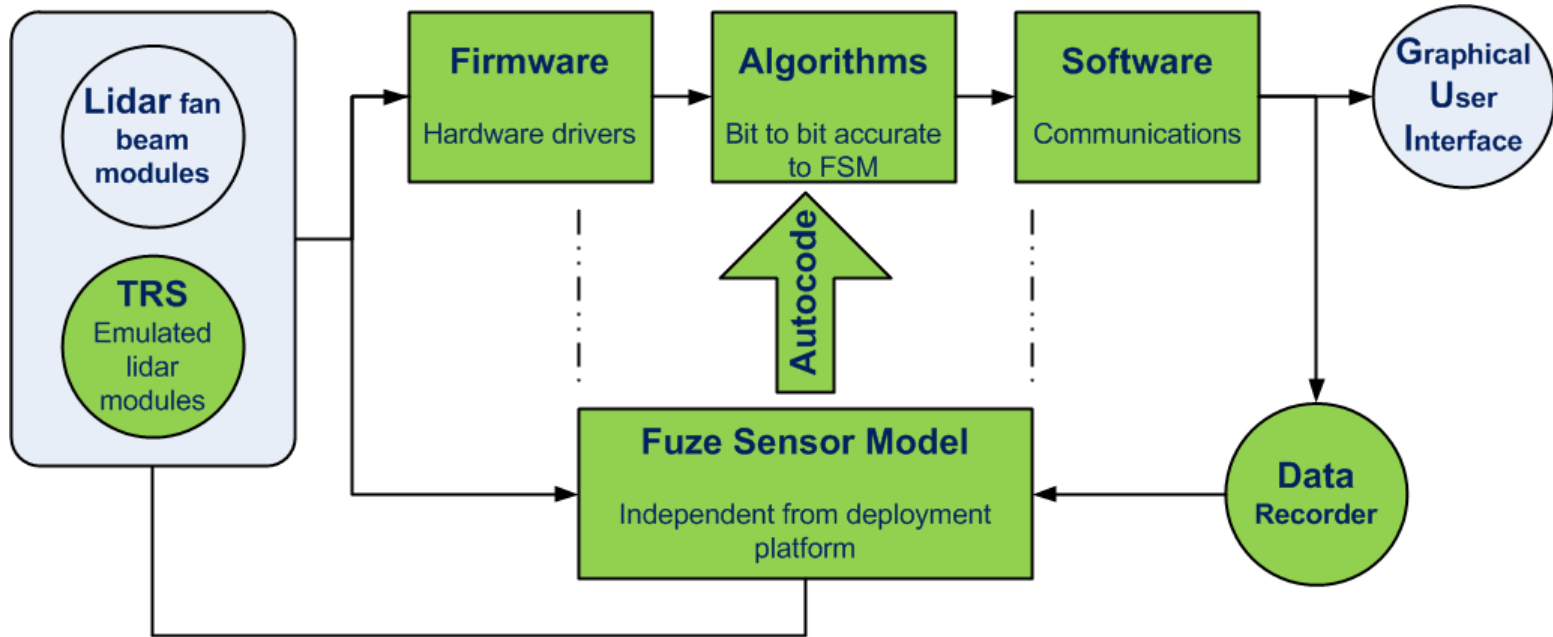 Lidar fan
beam
modules
TRS
Emulated
lidar
modules
Firmware
Hardware drivers
Algorithms
Bit to bit accurate
to FSM
Software
Communications
Graphical
User
Interface
Autocode
Fuze Sensor Model
Independent from deployment
platform
Data
Recorder